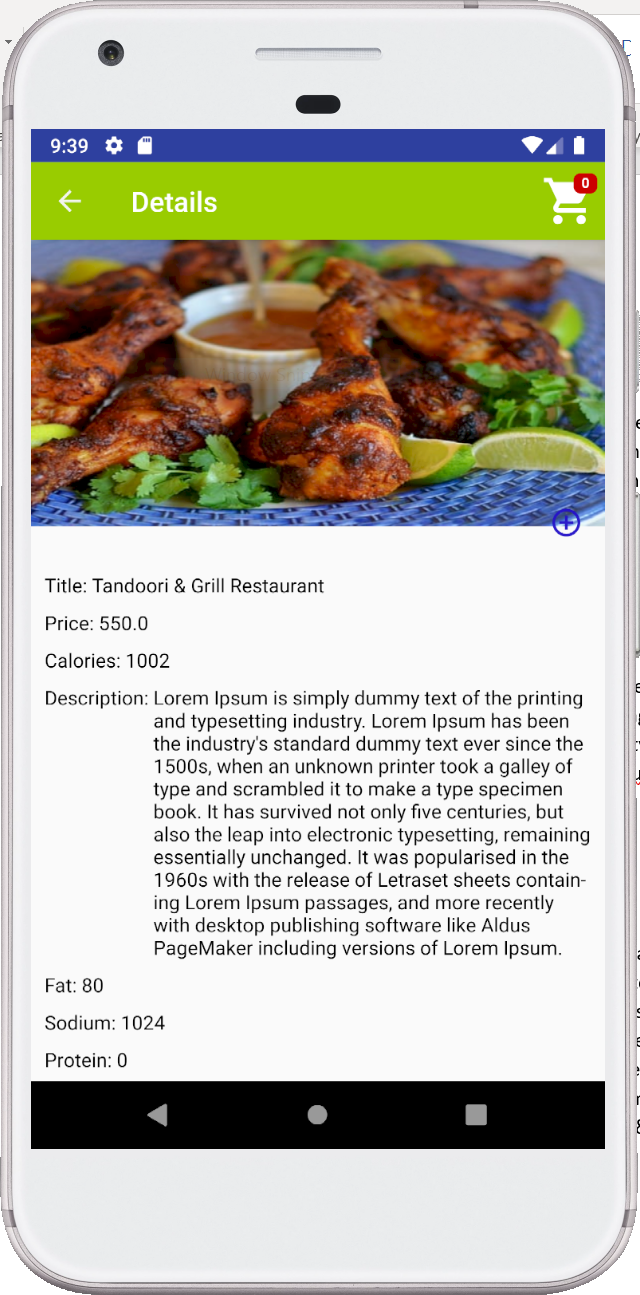 9:39
Details
0
Title: Tandoori & Grill Restaurant
Price: 550.0
Calories: 1002
Description: Lorem Ipsum is simply dummy text of the printing
and typesetting industry. Lorem Ipsum has been
the industry's standard dummy text ever since the
1500s, when an unknown printer took a galley of
type and scrambled it to make a type specimen
book. It has survived not only five centuries, but
also the leap into electronic typesetting, remaining
essentially unchanged. It was popularised in the
1960s with the release of Letraset sheets contain-
ing Lorem Ipsum passages, and more recently
with desktop publishing software like Aldus
PageMaker including versions of Lorem Ipsum.
Fat: 80
Sodium: 1024
Protein: 0